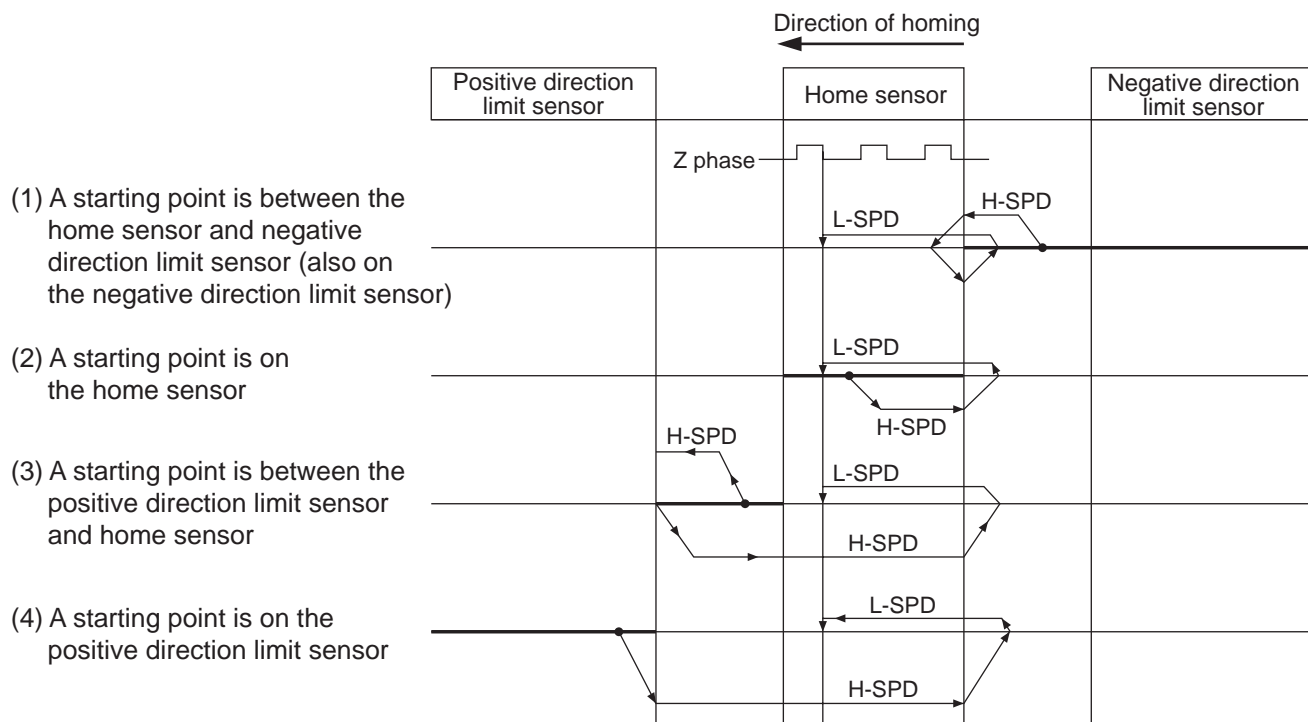 Direction of homing
Positive direction
limit sensor
Home sensor
Negative direction
limit sensor
Z phase
(1) A starting point is between the
home sensor and negative
direction limit sensor (also on
the negative direction limit sensor)
H-SPD
L-SPD
(2) A starting point is on
the home sensor
L-SPD
H-SPD
(3) A starting point is between the
positive direction limit sensor
and home sensor
H-SPD
L-SPD
H-SPD
(4) A starting point is on the
positive direction limit sensor
L-SPD
H-SPD